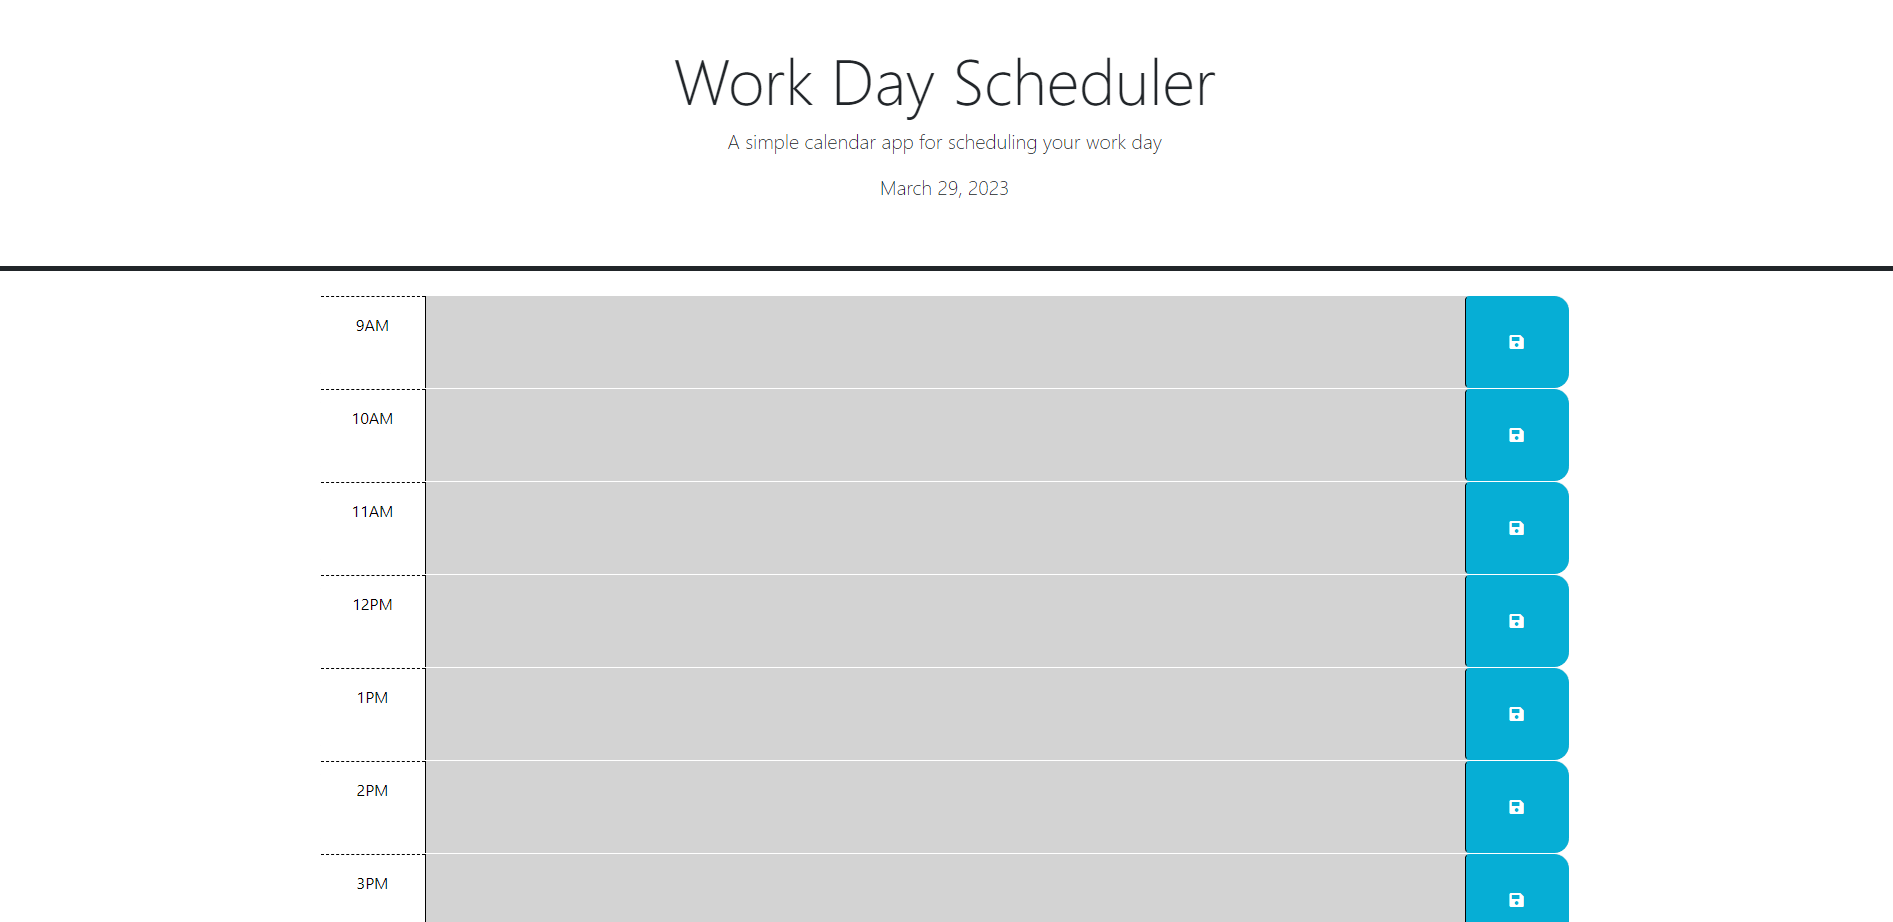 Work Day Scheduler
A simple calendar app for scheduling your work day
March 29, 2023
9AM
10AM
11AM
12PM
1PM
2PM
3PM